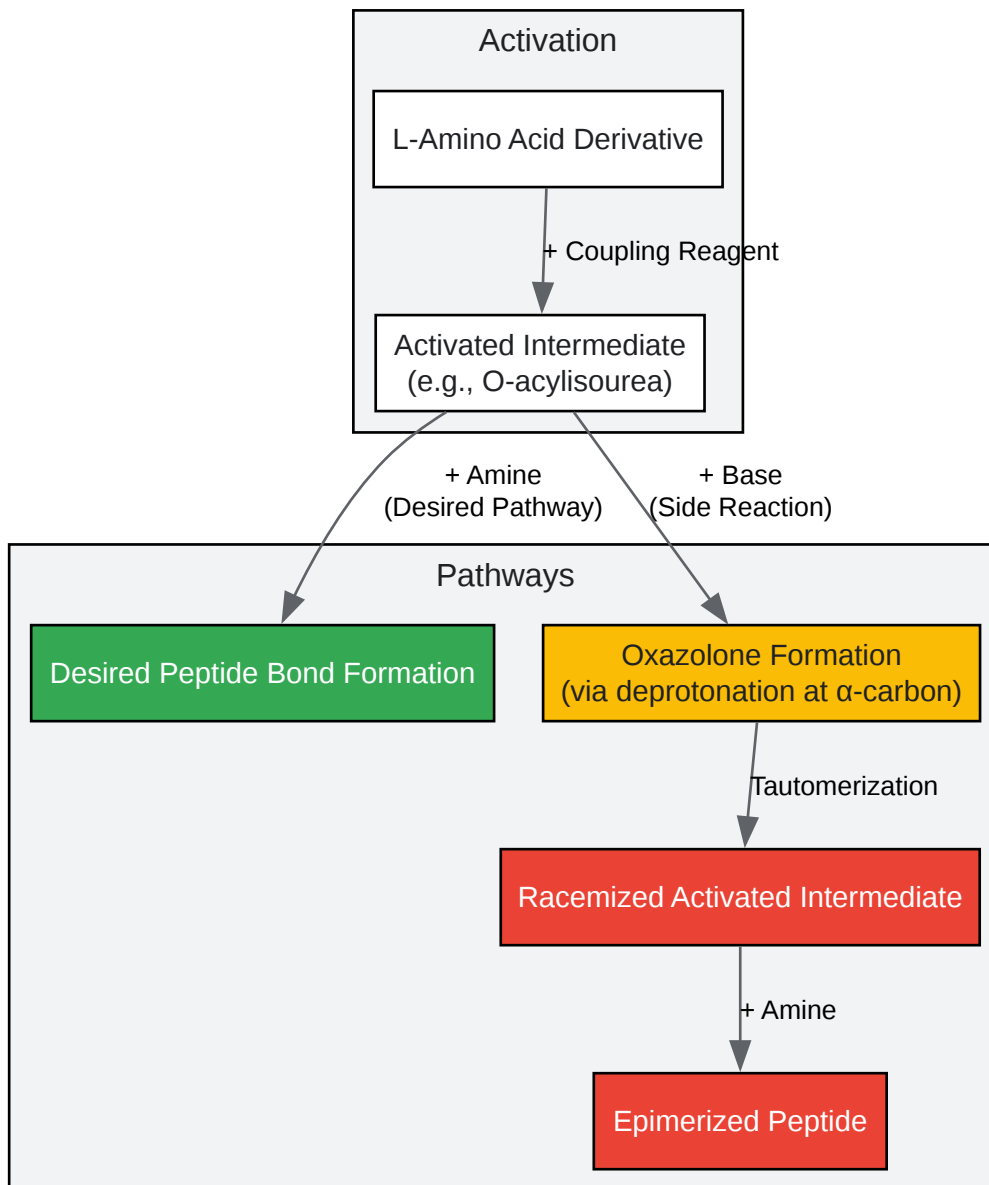 Activation
L-Amino Acid Derivative
+ Coupling Reagent
Activated Intermediate
(e.g., O-acylisourea)
+ Amine
(Desired Pathway)
+ Base
(Side Reaction)
Pathways
Desired Peptide Bond Formation
Oxazolone Formation
(via deprotonation at α-carbon)
Tautomerization
Racemized Activated Intermediate
+ Amine
Epimerized Peptide